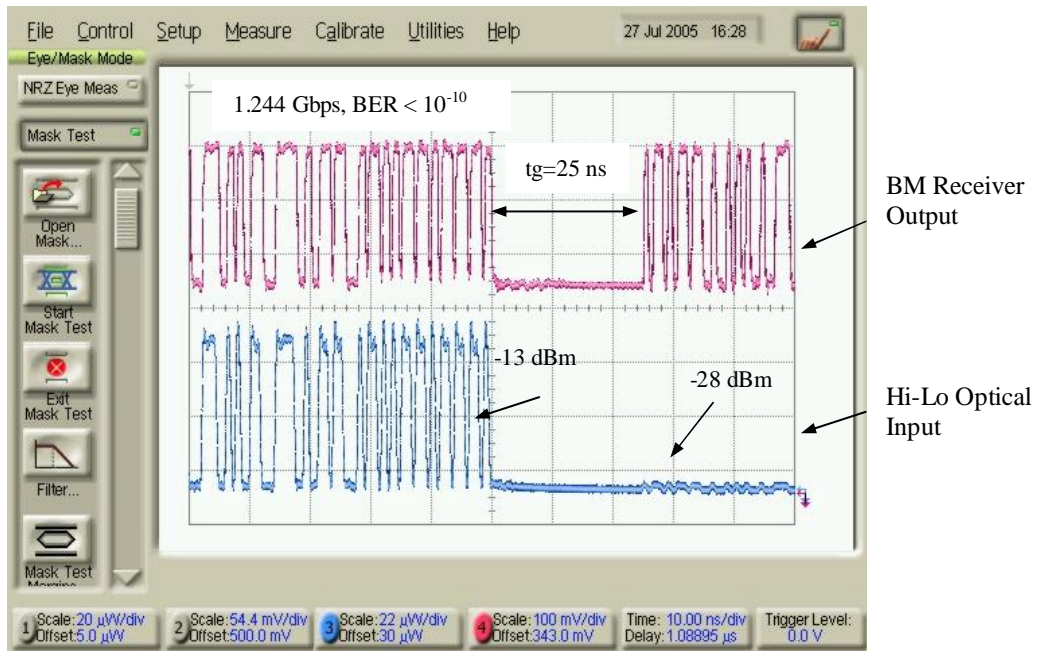 File Control Setup Measure Calibrate Utilities Help 27 Jul 2005 16:28
Eye/Mask Mode
NRZ Eye Meas
Mask Test
Open
Mask...
Start
Mask Test
Exit
Mask Test
Filter...
Mask Test
Margins
1.244 Gbps, BER < 10-10
tg=25 ns
BM Receiver
Output
-13 dBm
-28 dBm
Hi-Lo Optical
Input
1 Scale:20 µW/div
Offset:5.0 µW
2 Scale:54.4 mV/div
Offset:500.0 mV
3 Scale:22 µW/div
Offset:30 µW
4 Scale:100 mV/div
Offset:343.0 mV
Time: 10.00 ns/div
Delay:1.08895 µs
Trigger Level:
0.0 V